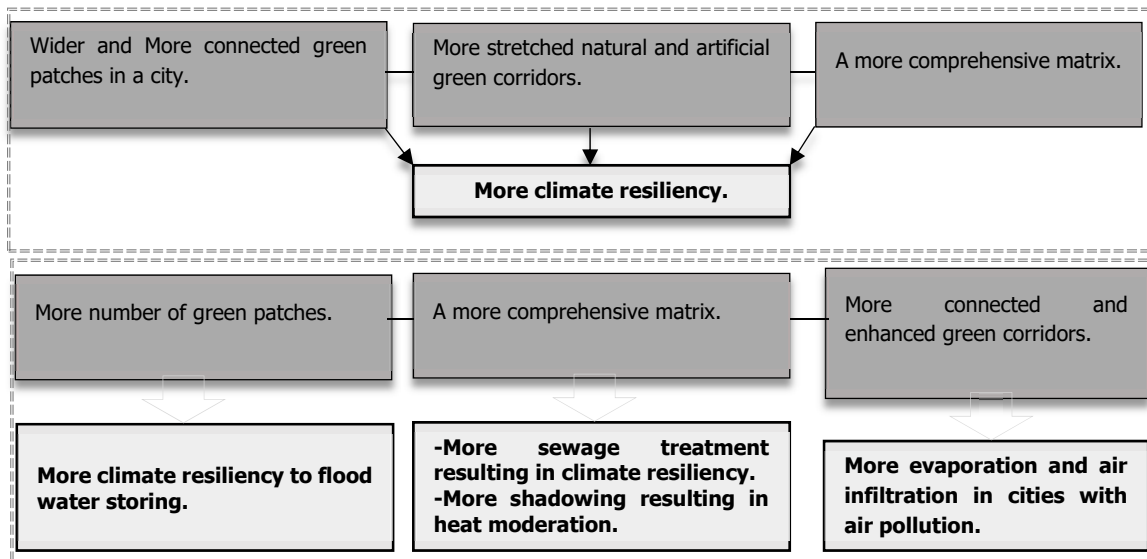 Wider and More connected green
patches in a city.
More stretched natural and artificial
green corridors.
A more comprehensive matrix.
More climate resiliency.
More number of green patches.
A more comprehensive matrix.
More connected and
enhanced green corridors.
More climate resiliency to flood
water storing.
-More sewage treatment
resulting in climate resiliency.
-More shadowing resulting in
heat moderation.
More evaporation and air
infiltration in cities with
air pollution.